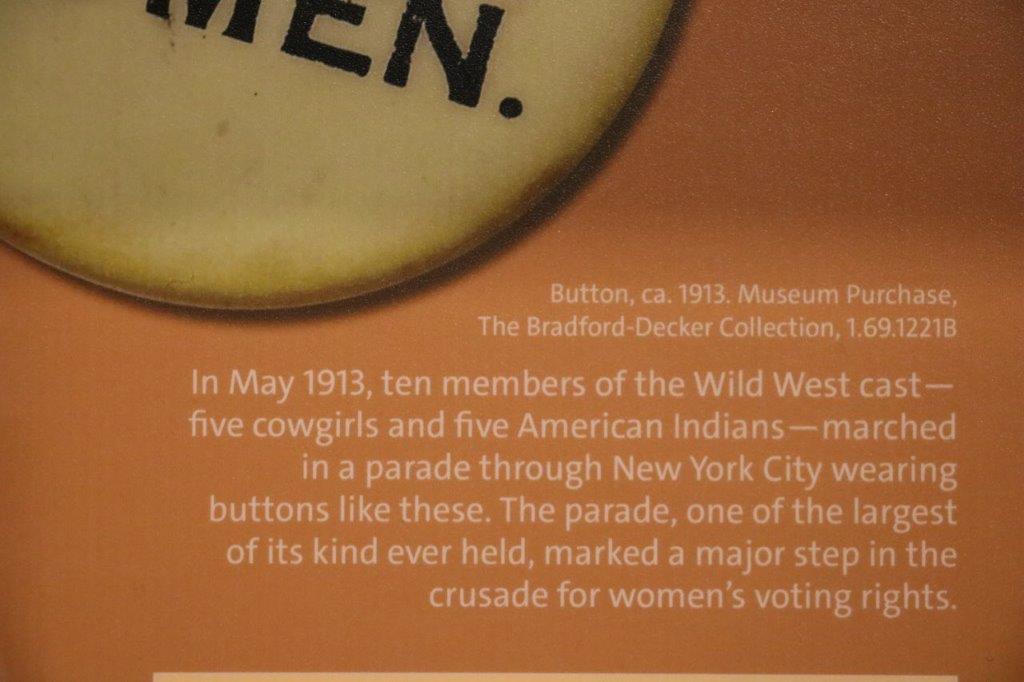 MEN.
Button, ca. 1913. Museum Purchase,
The Bradford-Decker Collection, 1.69.1221B
In May 1913, ten members of the Wild West cast—
five cowgirls and five American Indians—marched
in a parade through New York City wearing
buttons like these. The parade, one of the largest
of its kind ever held, marked a major step in the
crusade for women’s voting rights.